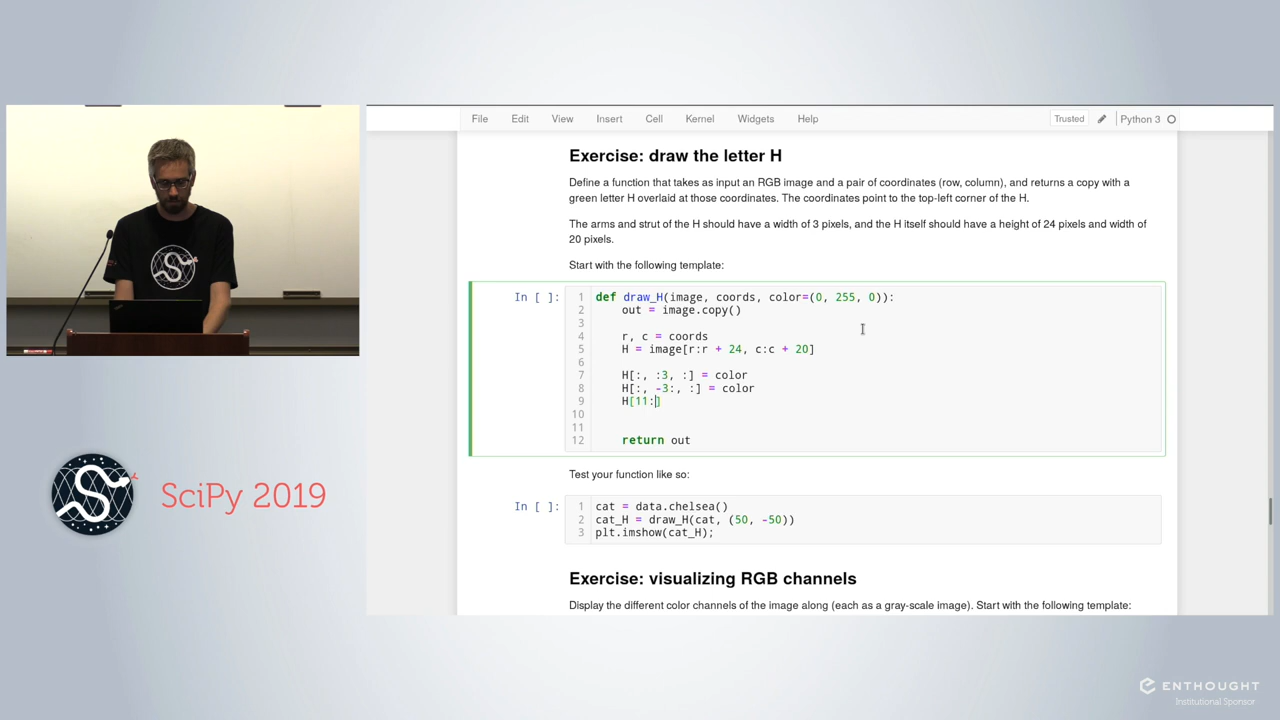 File Edit View Insert Cell Kernel Widgets Help Trusted Python 3
Exercise: draw the letter H
Define a function that takes as input an RGB image and a pair of coordinates (row, column), and returns a copy with a
green letter H overlaid at those coordinates. The coordinates point to the top-left corner of the H.
The arms and strut of the H should have a width of 3 pixels, and the H itself should have a height of 24 pixels and width of
20 pixels.
Start with the following template:
In [ ]:
1 def draw_H(image, coords, color=(0, 255, 0)):
2 out = image.copy()
3
4 r, c = coords
5 H = image[r:r + 24, c:c + 20]
6
7 H[:, :3, :] = color
8 H[:, -3:, :] = color
9 H[11:]
10
11
12 return out
Test your function like so:
In [ ]:
1 cat = data.chelsea()
2 cat_H = draw_H(cat, (50, -50))
3 plt.imshow(cat_H);
Exercise: visualizing RGB channels
Display the different color channels of the image along (each as a gray-scale image). Start with the following template:
SciPy 2019
ENTHOUGHT
Institutional Sponsor